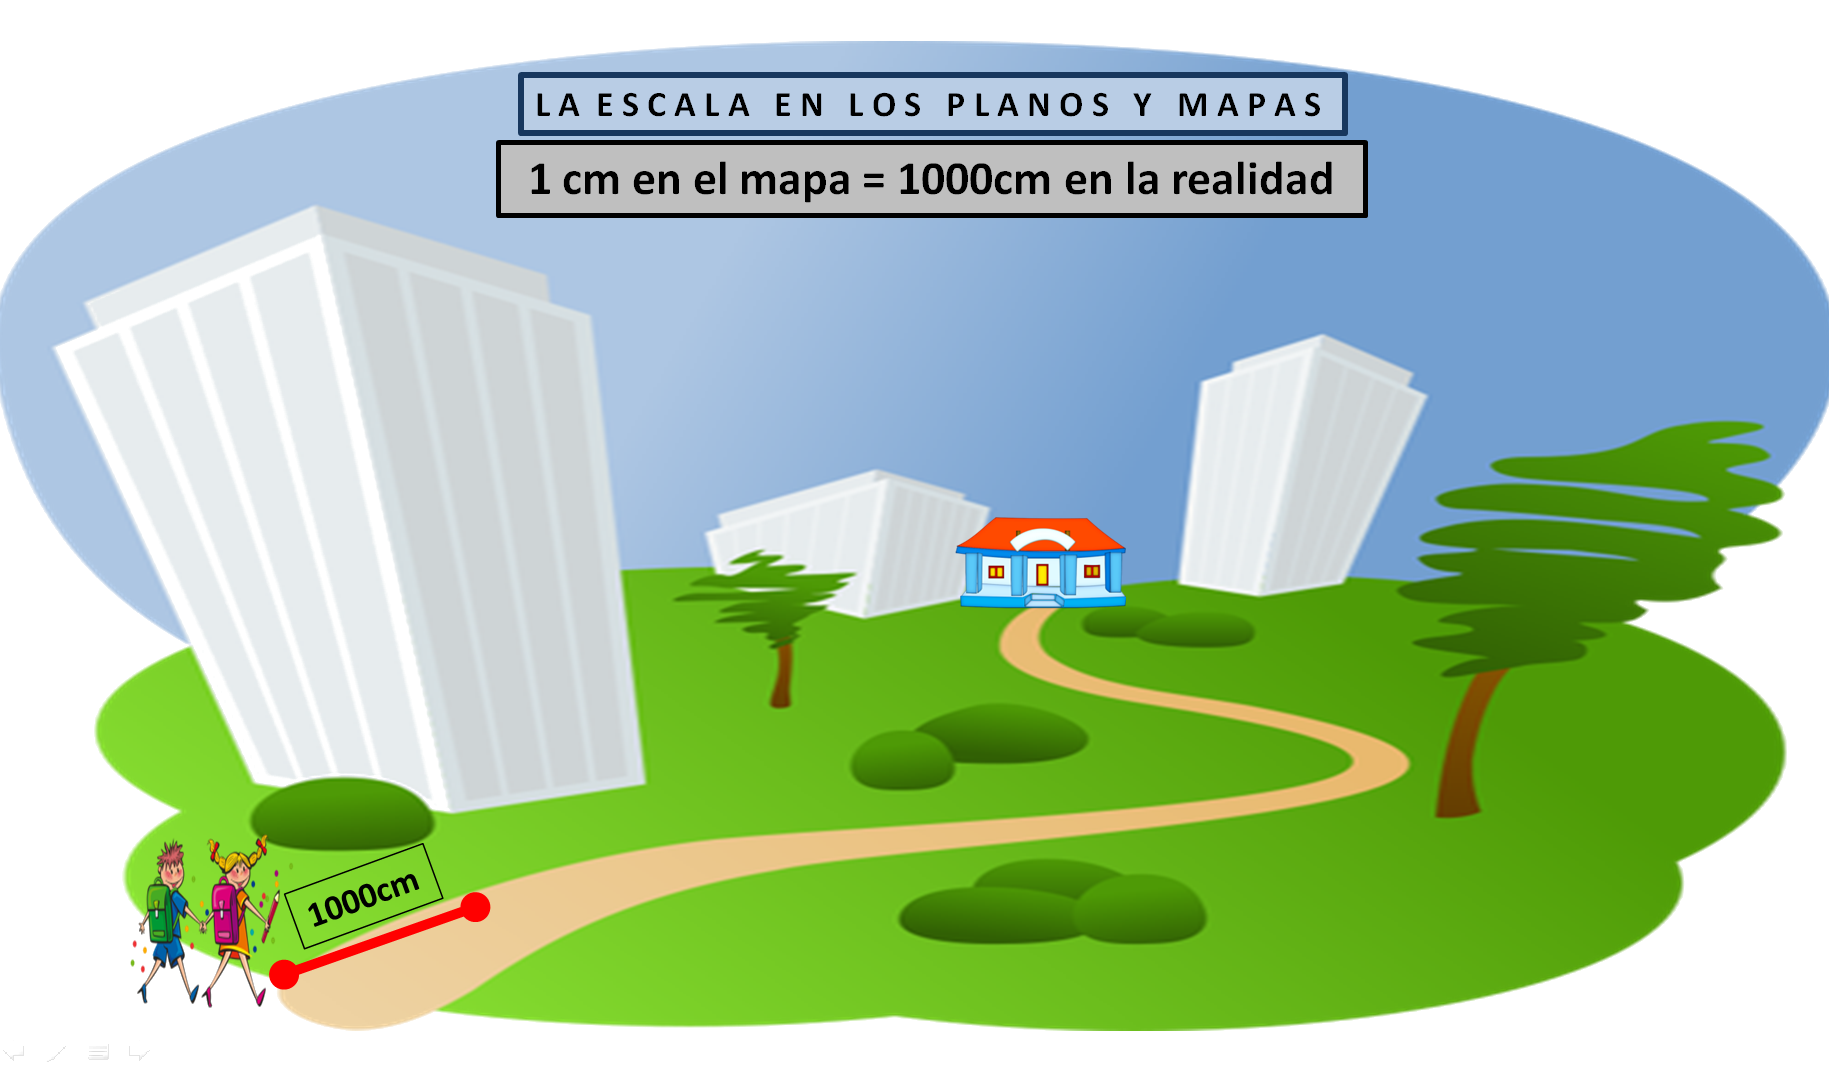 LA ESCALA EN LOS PLANOS Y MAPAS
1 cm en el mapa = 1000cm en la realidad
1000cm